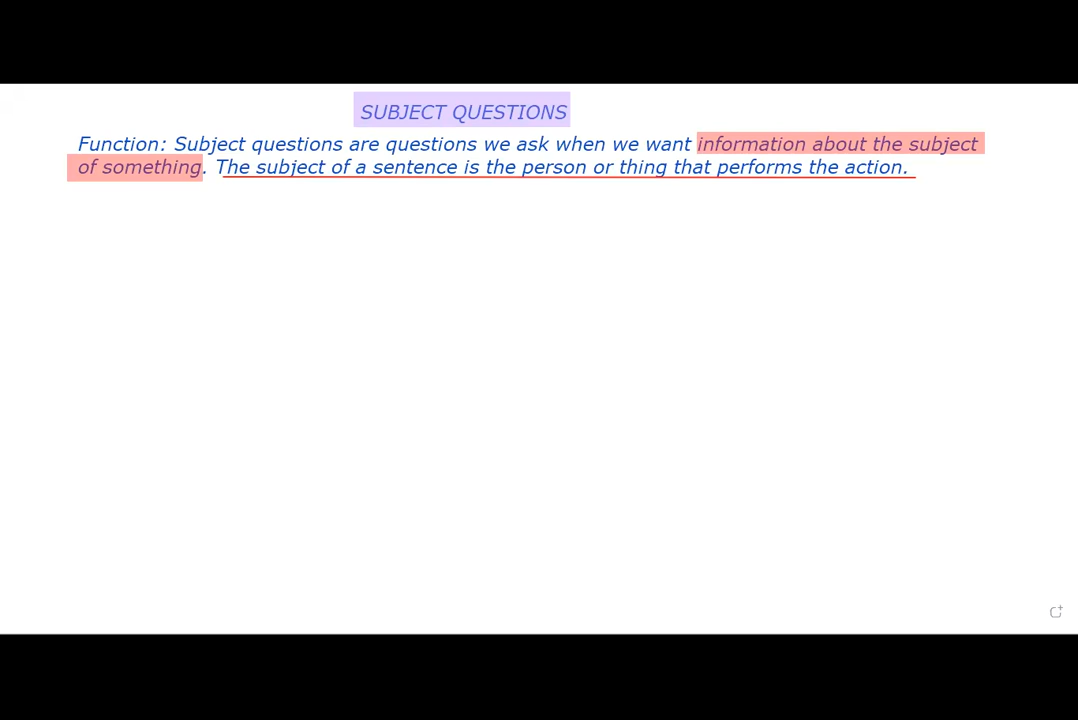 SUBJECT QUESTIONS
Function: Subject questions are questions we ask when we want information about the subject
of something. The subject of a sentence is the person or thing that performs the action.